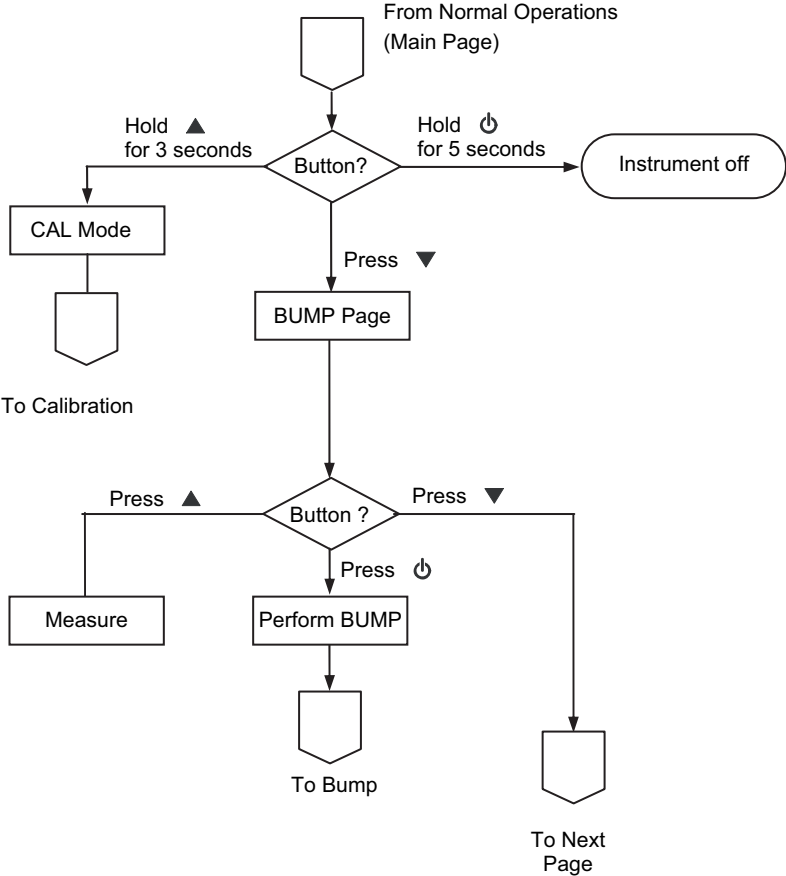 From Normal Operations
(Main Page)
Hold ▲
for 3 seconds
Button?
Hold ⏻
for 5 seconds
Instrument off
CAL Mode
Press ▼
BUMP Page
To Calibration
Press ▲
Button ?
Press ▼
Press ⏻
Measure
Perform BUMP
To Bump
To Next
Page